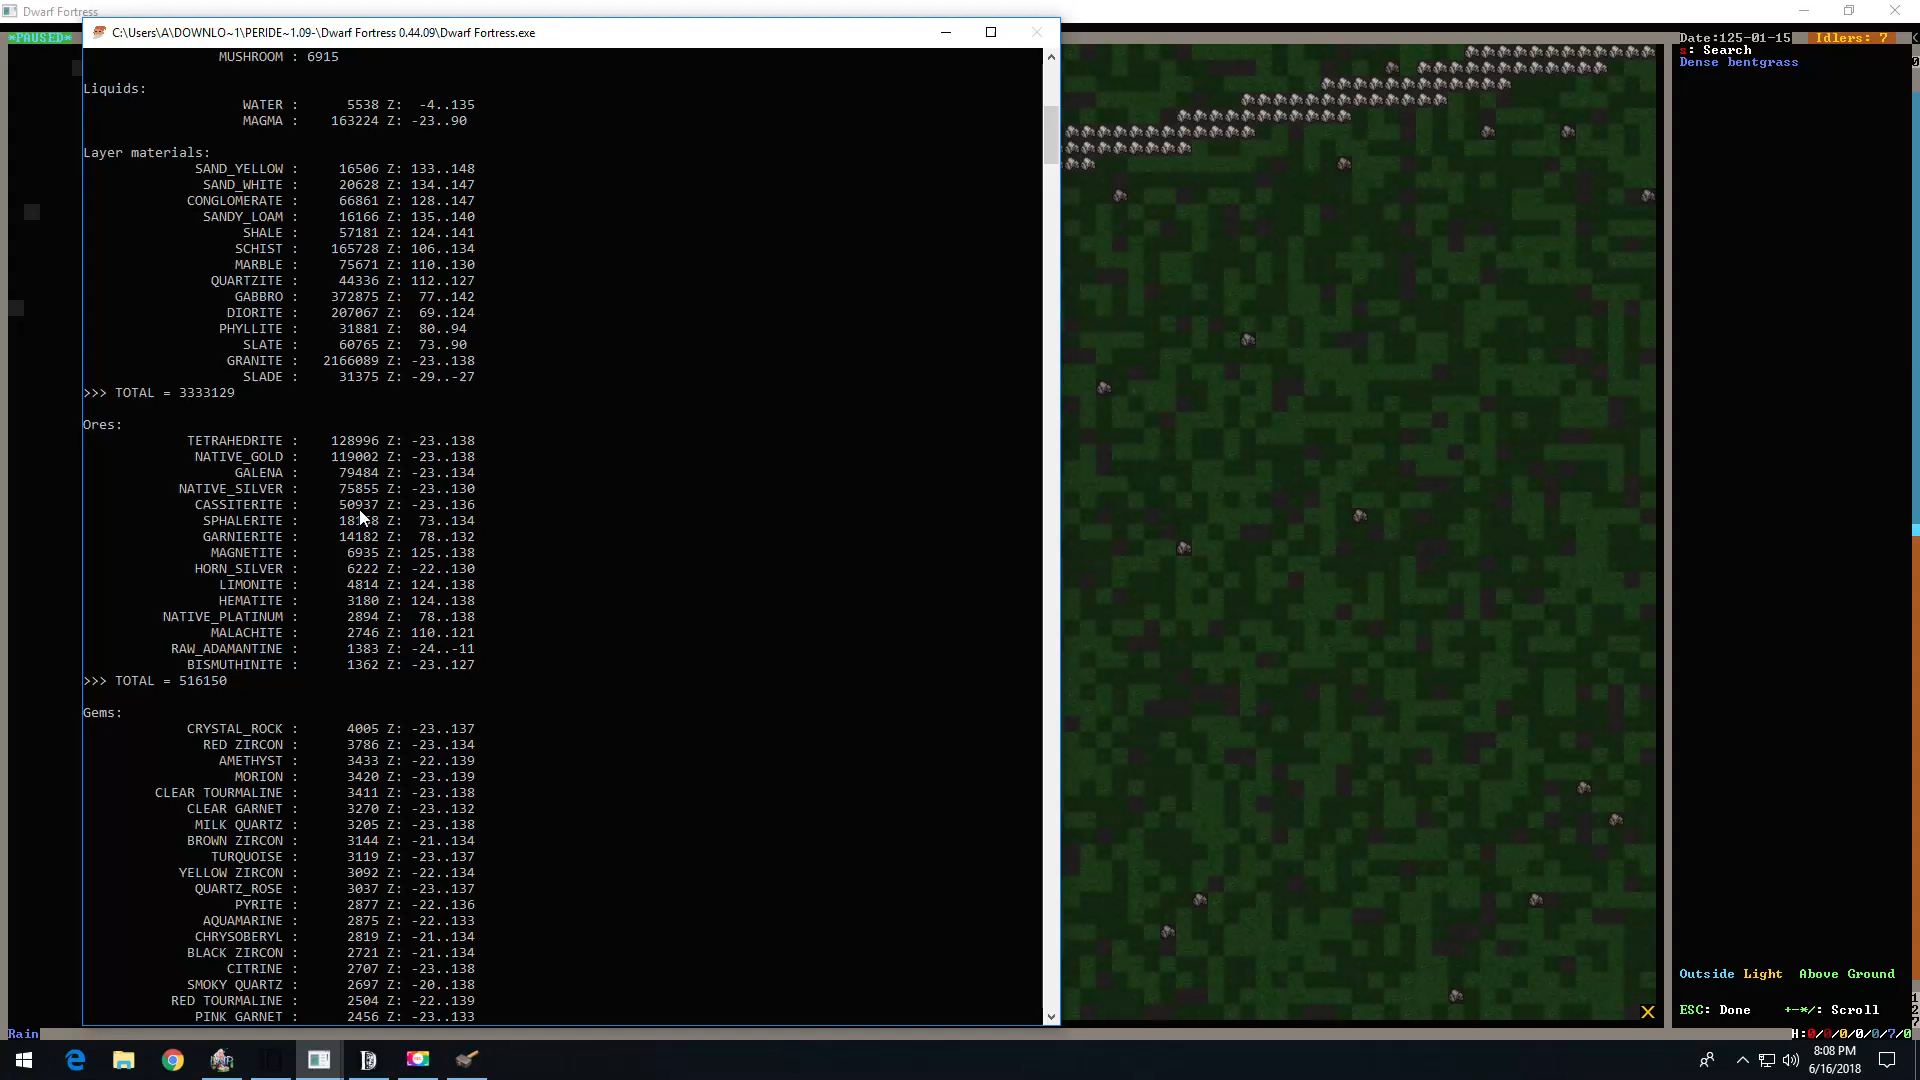 Dwarf Fortress
*PAUSED*
C:\Users\A\DOWNLO~1\PERIDE~1.09-\Dwarf Fortress 0.44.09\Dwarf Fortress.exe
MUSHROOM : 6915
Liquids:
WATER : 5538 Z: -4..135
MAGMA : 163224 Z: -23..90
Layer materials:
SAND_YELLOW : 16506 Z: 133..148
SAND_WHITE : 20628 Z: 134..147
CONGLOMERATE : 66861 Z: 128..147
SANDY_LOAM : 16166 Z: 135..140
SHALE : 57181 Z: 124..141
SCHIST : 165728 Z: 106..134
MARBLE : 75671 Z: 110..130
QUARTZITE : 44336 Z: 112..127
GABBRO : 372875 Z: 77..142
DIORITE : 207067 Z: 69..124
PHYLLITE : 31881 Z: 80..94
SLATE : 60765 Z: 73..90
GRANITE : 2166089 Z: -23..138
SLADE : 31375 Z: -29..-27
>>> TOTAL = 3333129
Ores:
TETRAHEDRITE : 128996 Z: -23..138
NATIVE_GOLD : 119002 Z: -23..138
GALENA : 79484 Z: -23..134
NATIVE_SILVER : 75855 Z: -23..130
CASSITERITE : 50937 Z: -23..136
SPHALERITE : Z: 73..134
GARNIERITE : 14182 Z: 78..132
MAGNETITE : 6935 Z: 125..138
HORN_SILVER : 6222 Z: -22..130
LIMONITE : 4814 Z: 124..138
HEMATITE : 3180 Z: 124..138
NATIVE_PLATINUM : 2894 Z: 78..138
MALACHITE : 2746 Z: 110..121
RAW_ADAMANTINE : 1383 Z: -24..-11
BISMUTHINITE : 1362 Z: -23..127
>>> TOTAL = 516150
Gems:
CRYSTAL_ROCK : 4005 Z: -23..137
RED ZIRCON : 3786 Z: -23..134
AMETHYST : 3433 Z: -22..139
MORION : 3420 Z: -23..139
CLEAR TOURMALINE : 3411 Z: -23..138
CLEAR GARNET : 3270 Z: -23..132
MILK QUARTZ : 3205 Z: -23..138
BROWN ZIRCON : 3144 Z: -21..134
TURQUOISE : 3119 Z: -23..137
YELLOW ZIRCON : 3092 Z: -22..134
QUARTZ_ROSE : 3037 Z: -23..137
PYRITE : 2877 Z: -22..136
AQUAMARINE : 2875 Z: -22..133
CHRYSOBERYL : 2819 Z: -21..134
BLACK ZIRCON : 2721 Z: -21..134
CITRINE : 2707 Z: -23..138
SMOKY QUARTZ : 2697 Z: -20..138
RED TOURMALINE : 2504 Z: -22..139
PINK GARNET : 2456 Z: -23..133
Date:125-01-15 Idlers: 7
s: Search
Dense bentgrass
Outside Light Above Ground
ESC: Done +-*/: Scroll
Rain
H:0/0/0/0/0/7/0
8:08 PM
6/16/2018